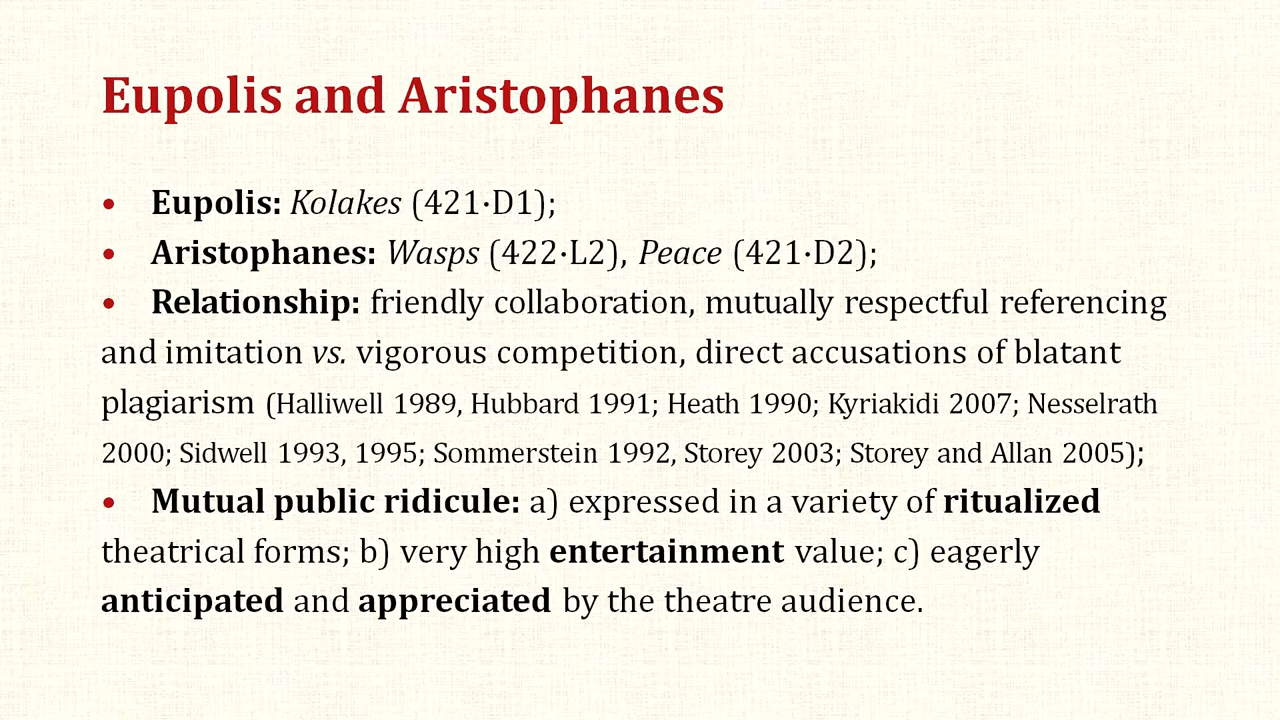 Eupolis and Aristophanes
• Eupolis: Kolakes (421·D1);
• Aristophanes: Wasps (422·L2), Peace (421·D2);
• Relationship: friendly collaboration, mutually respectful referencing
and imitation vs. vigorous competition, direct accusations of blatant
plagiarism (Halliwell 1989, Hubbard 1991; Heath 1990; Kyriakidi 2007; Nesselrath
2000; Sidwell 1993, 1995; Sommerstein 1992, Storey 2003; Storey and Allan 2005);
• Mutual public ridicule: a) expressed in a variety of ritualized
theatrical forms; b) very high entertainment value; c) eagerly
anticipated and appreciated by the theatre audience.